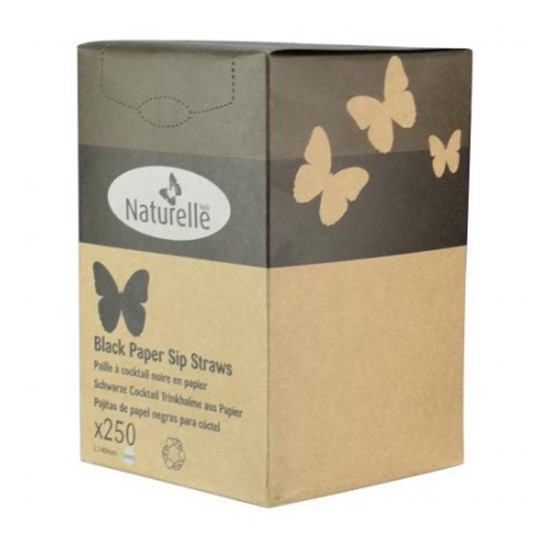 Naturelle
Black Paper Sip Straws
Paille à cocktail noire en papier
Schwarze Cocktail Trinkhalme aus Papier
Pajitas de papel negras para cóctel
x250
L:140mm